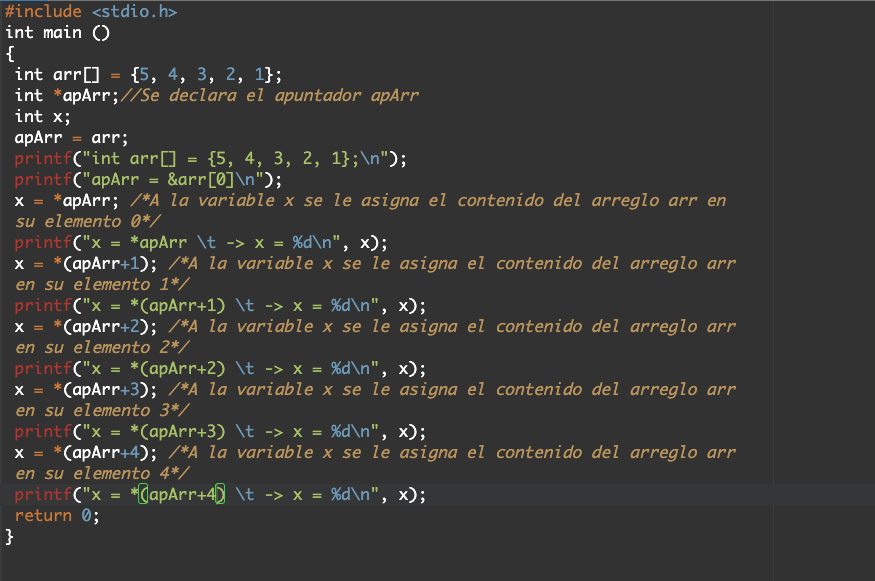 #include <stdio.h>
int main ()
{
int arr[] = {5, 4, 3, 2, 1};
int *apArr;//Se declara el apuntador apArr
int x;
apArr = arr;
printf("int arr[] = {5, 4, 3, 2, 1};\n");
printf("apArr = &arr[0]\n");
x = *apArr; /*A la variable x se le asigna el contenido del arreglo arr en
su elemento 0*/
printf("x = *apArr \t -> x = %d\n", x);
x = *(apArr+1); /*A la variable x se le asigna el contenido del arreglo arr
en su elemento 1*/
printf("x = *(apArr+1) \t -> x = %d\n", x);
x = *(apArr+2); /*A la variable x se le asigna el contenido del arreglo arr
en su elemento 2*/
printf("x = *(apArr+2) \t -> x = %d\n", x);
x = *(apArr+3); /*A la variable x se le asigna el contenido del arreglo arr
en su elemento 3*/
printf("x = *(apArr+3) \t -> x = %d\n", x);
x = *(apArr+4); /*A la variable x se le asigna el contenido del arreglo arr
en su elemento 4*/
printf("x = *(apArr+4) \t -> x = %d\n", x);
return 0;
}